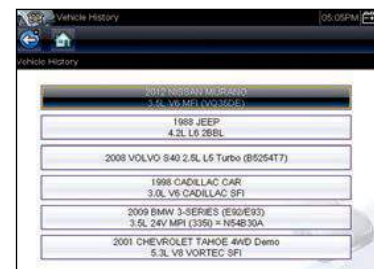 Vehicle History
05:05PM
Vehicle History
2012 NISSAN MURANO
3.5L V6 MFI (VQ35DE)
1988 JEEP
4.2L L6 2BBL
2008 VOLVO S40 2.5L L5 Turbo (B5254T7)
1998 CADILLAC CAR
3.0L V6 CADILLAC SFI
2009 BMW 3-SERIES (E92/E93)
3.5L 24V MPI (335i) = N54B30A
2001 CHEVROLET TAHOE 4WD Demo
5.3L V8 VORTEC SFI